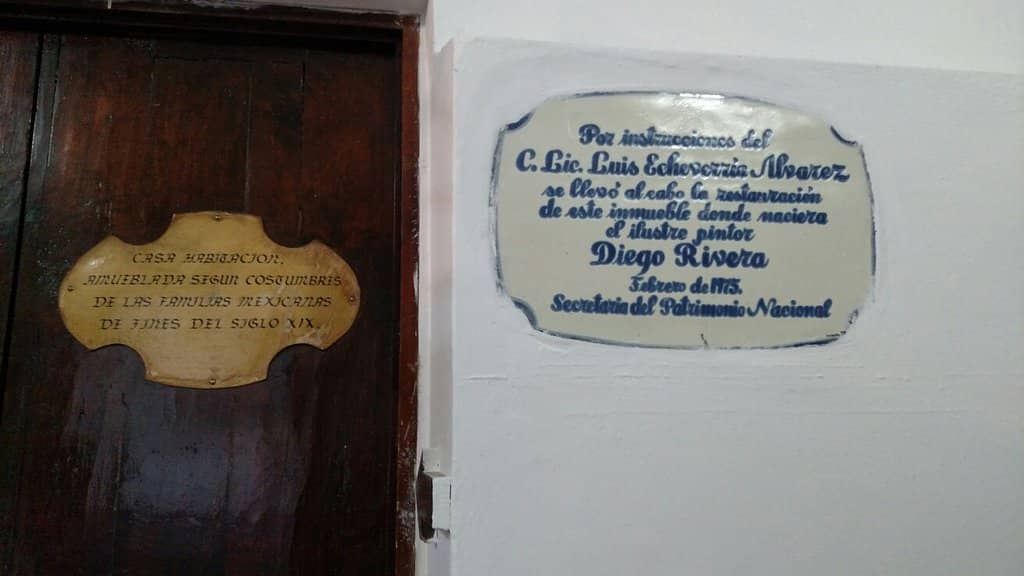 CASA HABITACION.
AMUEBLADA SEGUN COSTUMBRES
DE LAS FAMILIAS MEXICANAS
DE FINES DEL SIGLO XIX.
Por instrucciones del
C. Lic. Luis Echeverria Alvarez
se llevó al cabo la restauración
de este inmueble donde naciera
el ilustre pintor
Diego Rivera
Febrero de 1975.
Secretaria del Patrimonio Nacional